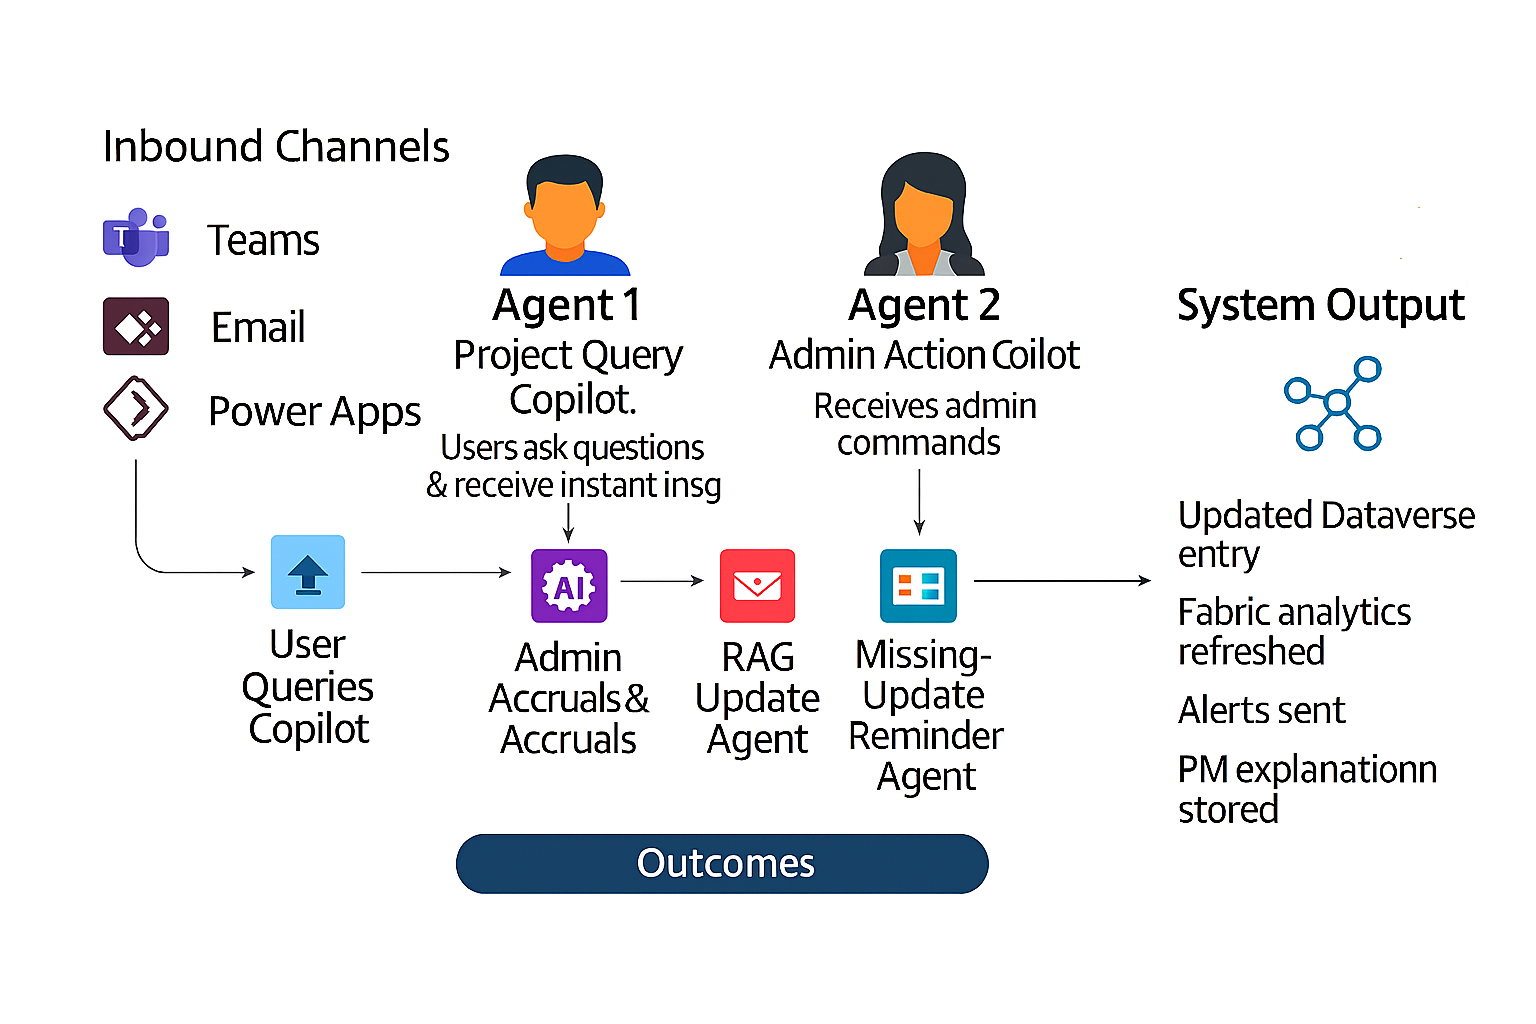 Inbound Channels
T
Teams
Email
Power Apps
Agent 1
Project Query
Copilot.
Users ask questions
& receive instant insg
Agent 2
Admin Action Coilot
Receives admin
commands
System Output
User
Queries
Copilot
AI
Admin
Accruals &
Accruals
RAG
Update
Agent
Missing-
Update
Reminder
Agent
Updated Dataverse
entry
Fabric analytics
refreshed
Alerts sent
PM explanationn
stored
Outcomes